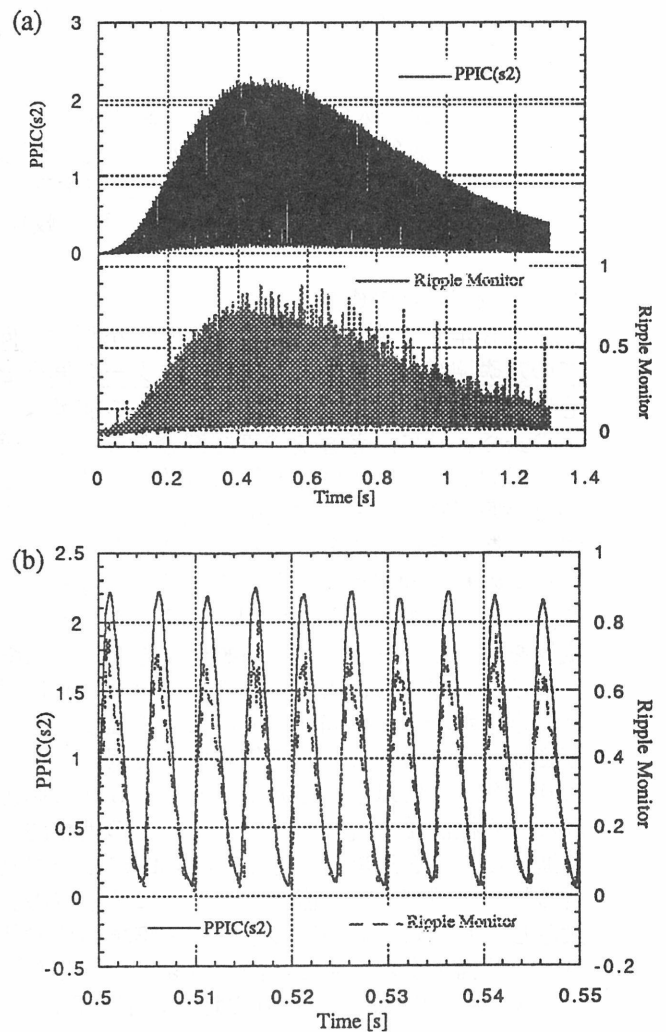 (a)
3
2
1
0
PPIC(s2)
PPIC(s2)
Ripple Monitor
1
0.5
0
Ripple Monitor
0 0.2 0.4 0.6 0.8 1 1.2 1.4
Time [s]
(b)
2.5
2
1.5
1
0.5
0
-0.5
PPIC(s2)
1
0.8
0.6
0.4
0.2
0
-0.2
Ripple Monitor
PPIC(s2) Ripple Monitor
0.5 0.51 0.52 0.53 0.54 0.55
Time [s]